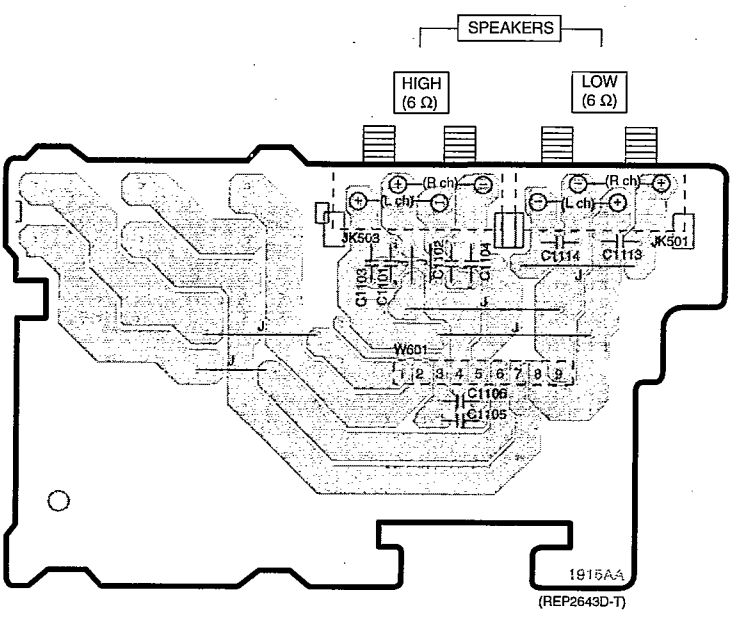 SPEAKERS
HIGH
(6 Ω)
LOW
(6 Ω)
+ (R ch) −
− (R ch) +
+ (L ch) −
− (L ch) +
JK503
JK501
C1103
C1101
C1102
C1104
C1114
C1113
J
J
J
J
J
W601
1 2 3 4 5 6 7 8 9
C1106
C1105
1915AA
(REP2643D-T)